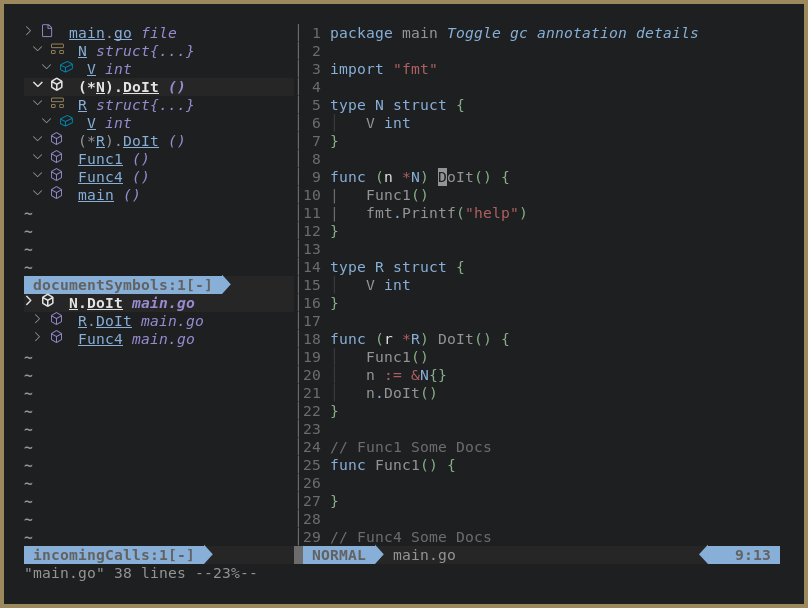 main.go file
N struct{...}
V int
(*N).DoIt ()
R struct{...}
V int
(*R).DoIt ()
Func1 ()
Func4 ()
main ()
~
~
~
~
documentSymbols:1[-]
N.DoIt main.go
R.DoIt main.go
Func4 main.go
~
~
~
~
~
~
~
~
~
~
~
incomingCalls:1[-]
1 package main Toggle gc annotation details
2
3 import "fmt"
4
5 type N struct {
6 V int
7 }
8
9 func (n *N) DoIt() {
10 | Func1()
11 | fmt.Printf("help")
12 }
13
14 type R struct {
15 V int
16 }
17
18 func (r *R) DoIt() {
19 Func1()
20 n := &N{}
21 n.DoIt()
22 }
23
24 // Func1 Some Docs
25 func Func1() {
26
27 }
28
29 // Func4 Some Docs
NORMAL main.go 9:13
"main.go" 38 lines --23%--